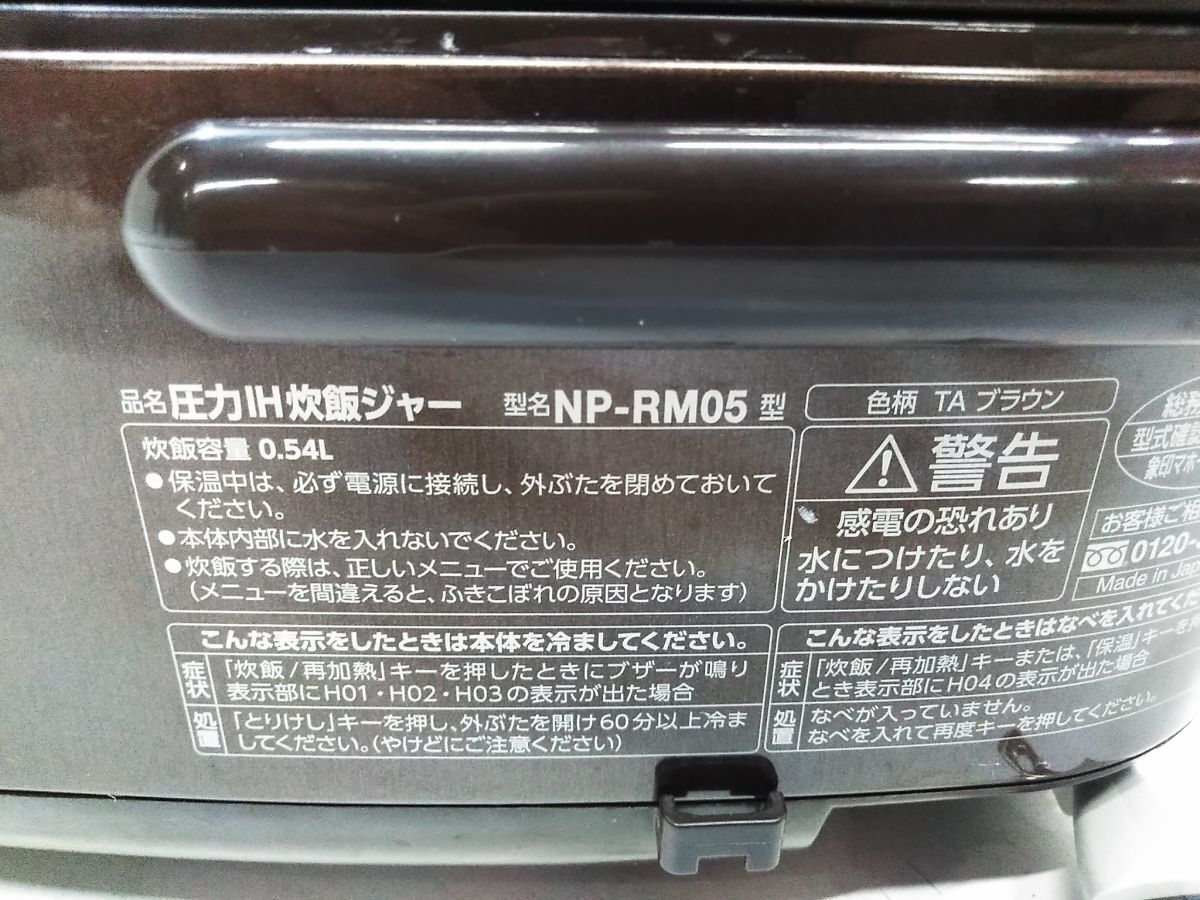 品名 圧力IH炊飯ジャー 型名 NP-RM05 型
炊飯容量 0.54L
●保温中は、必ず電源に接続し、外ぶたを閉めておいて
ください。
●本体内部に水を入れないでください。
●炊飯する際は、正しいメニューでご使用ください。
(メニューを間違えると、ふきこぼれの原因となります)
色柄 TA ブラウン
⚠警告
感電の恐れあり
水につけたり、水を
かけたりしない
型式確
象印マホー
お客様ご相
0120-
Made in Jap
こんな表示をしたときは本体を冷ましてください。
症状 「炊飯/再加熱」キーを押したときにブザーが鳴り
表示部にH01・H02・H03の表示が出た場合
処置 「とりけし」キーを押し、外ぶたを開け60分以上冷ま
してください。(やけどにご注意ください)
こんな表示をしたときはなべを入れてくだ
症状 「炊飯/再加熱」キーまたは、「保温」キーを
とき表示部にH04の表示が出た場合
処置 なべが入っていません。
なべを入れて再度キーを押してください。